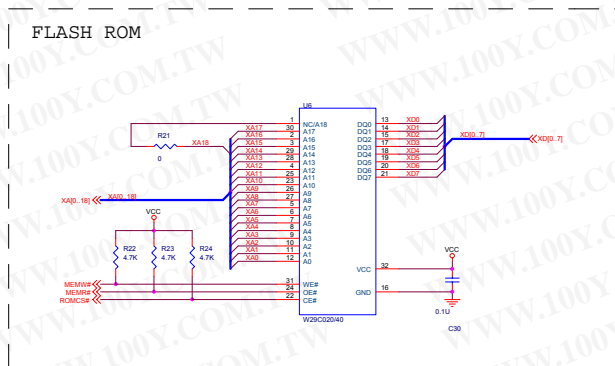 FLASH ROM
U6
1 NC/A18 DQ0 13 XD0
XA17 30 A17 DQ1 14 XD1
XA16 2 A16 DQ2 15 XD2
XA15 3 A15 DQ3 17 XD3
XA14 29 A14 DQ4 18 XD4
XA13 28 A13 DQ5 19 XD5
XA12 4 A12 DQ6 20 XD6
XA11 25 A11 DQ7 21 XD7
XA10 23 A10
XA9 26 A9
XA8 27 A8
XA7 5 A7
XA6 6 A6
XA5 7 A5
XA4 8 A4
XA3 9 A3
XA2 10 A2
XA1 11 A1
XA0 12 A0
R21
0
XA18
XD[0..7] XD[0..7]
XA[0..18] XA[0..18]
VCC
R22 R23 R24
4.7K 4.7K 4.7K
VCC 32
VCC
MEMW# 31 WE#
MEMR# 24 OE# GND 16
ROMCS# 22 CE#
0.1U
C30
W29C020/40
WWW.100Y.COM.TW